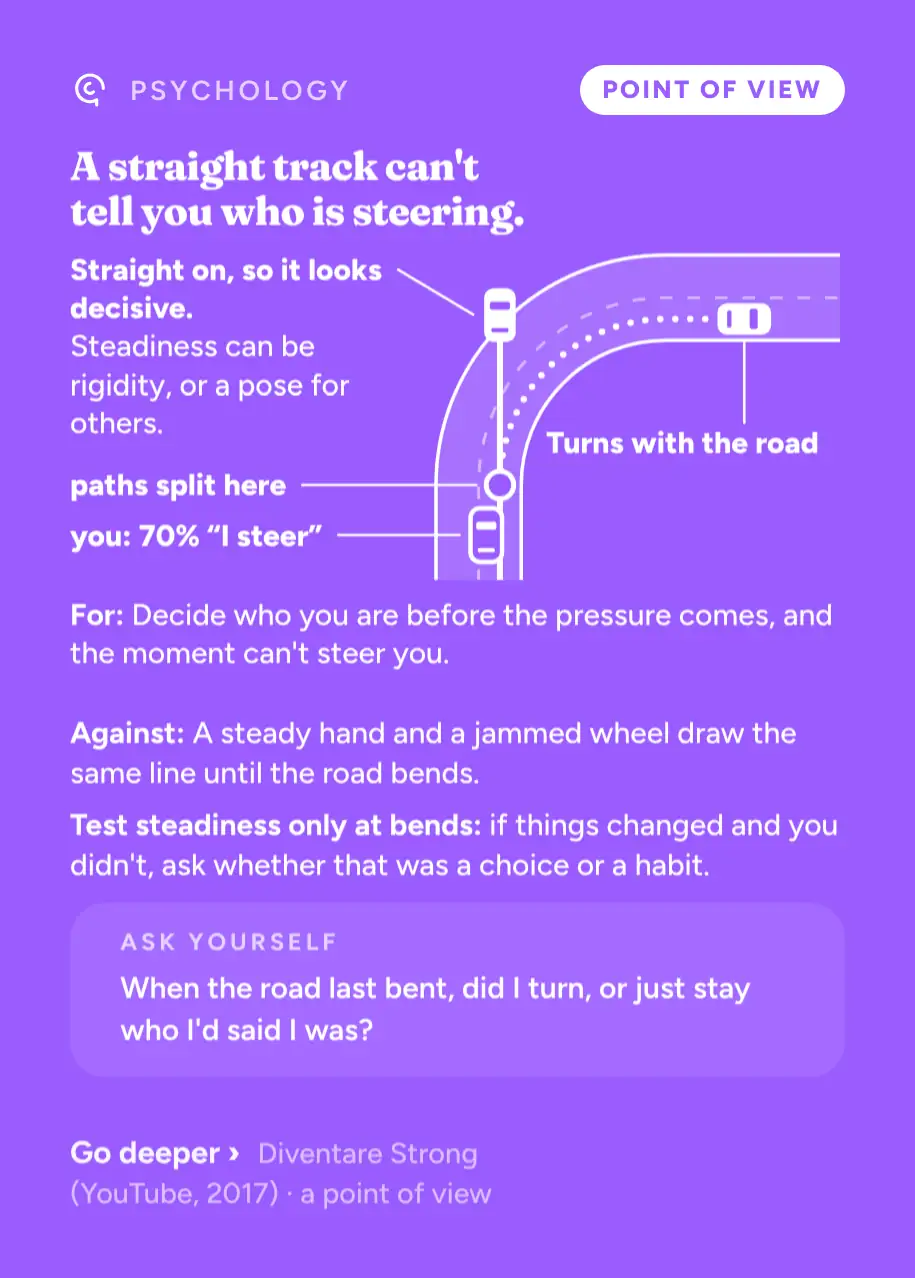 PSYCHOLOGY
POINT OF VIEW
A straight track can't
tell you who is steering.
Straight on, so it looks
decisive.
Steadiness can be
rigidity, or a pose for
others.
Turns with the road
paths split here
you: 70% “I steer”
For: Decide who you are before the pressure comes, and
the moment can't steer you.
Against: A steady hand and a jammed wheel draw the
same line until the road bends.
Test steadiness only at bends: if things changed and you
didn't, ask whether that was a choice or a habit.
ASK YOURSELF
When the road last bent, did I turn, or just stay
who I'd said I was?
Go deeper › Diventare Strong
(YouTube, 2017) · a point of view